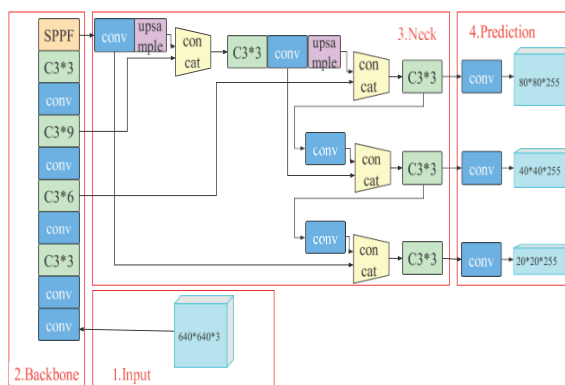 SPPF
C3*3
conv
C3*9
conv
C3*6
conv
C3*3
conv
conv
2.Backbone
conv
upsa
mple
con
cat
C3*3
conv
upsa
mple
con
cat
C3*3
3.Neck
conv
con
cat
C3*3
conv
con
cat
C3*3
4.Prediction
conv
80*80*255
conv
40*40*255
conv
20*20*255
640*640*3
1.Input